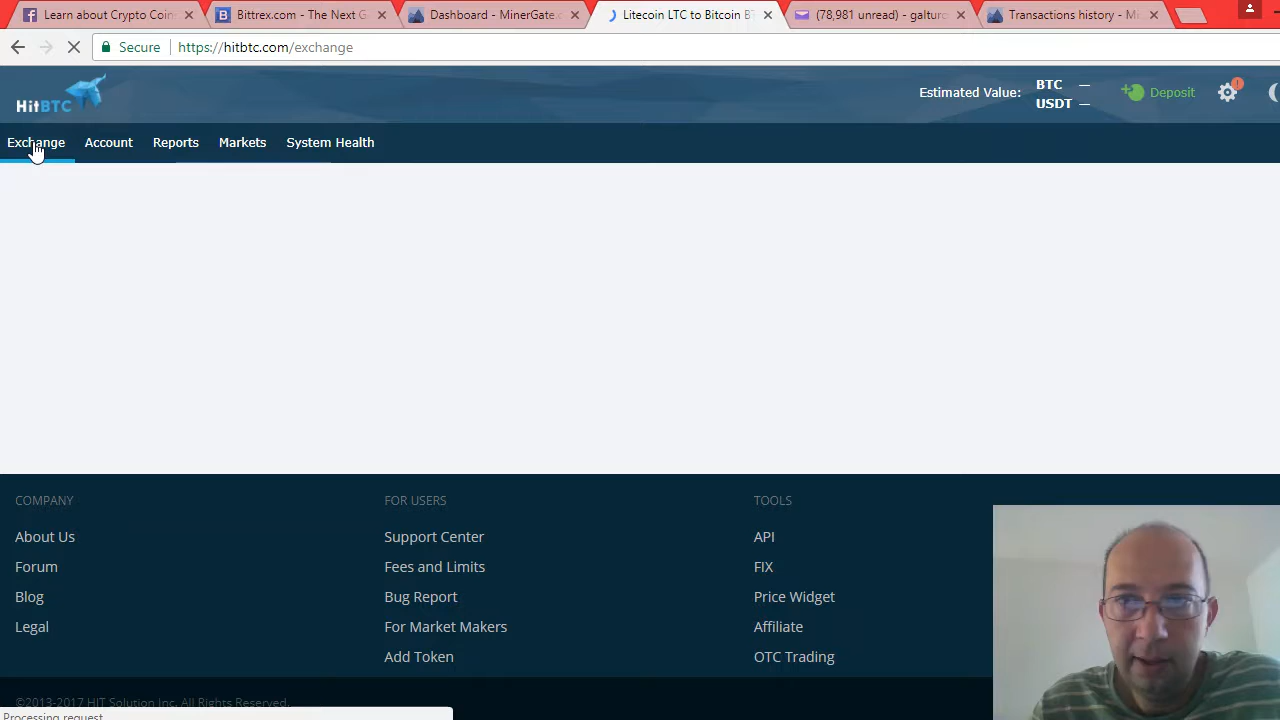 Learn about Crypto Coin
Bittrex.com - The Next G
Dashboard - MinerGate.c
Litecoin LTC to Bitcoin B
(78,981 unread) - galturo
Transactions history - Mi
Secure
https://hitbtc.com/exchange
HitBTC
Estimated Value:
BTC —
USDT —
Deposit
!
Exchange
Account
Reports
Markets
System Health
COMPANY
FOR USERS
TOOLS
About Us
Support Center
API
Forum
Fees and Limits
FIX
Blog
Bug Report
Price Widget
Legal
For Market Makers
Affiliate
Add Token
OTC Trading
©2013-2017 HIT Solution Inc. All Rights Reserved.
Processing request